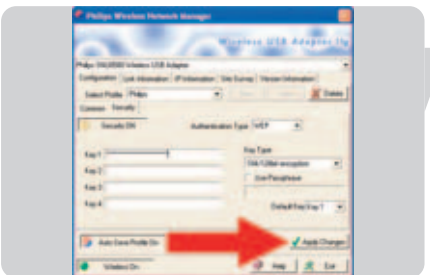 Philips Wireless Network Manager
Wireless USB Adapter 11g
Philips SNU5600 Wireless USB Adapter
Configuration Link Information IP Information Site Survey Version Information
Select Profile Philips Delete
Common Security
Security ON Authentication Type WEP
Key 1 Key Type
64/128bit encryption
Key 2 Use Passphrase
Key 3
Key 4 Default Key Key 1
Auto Save Profile On Apply Changes
Wireless On Help Exit